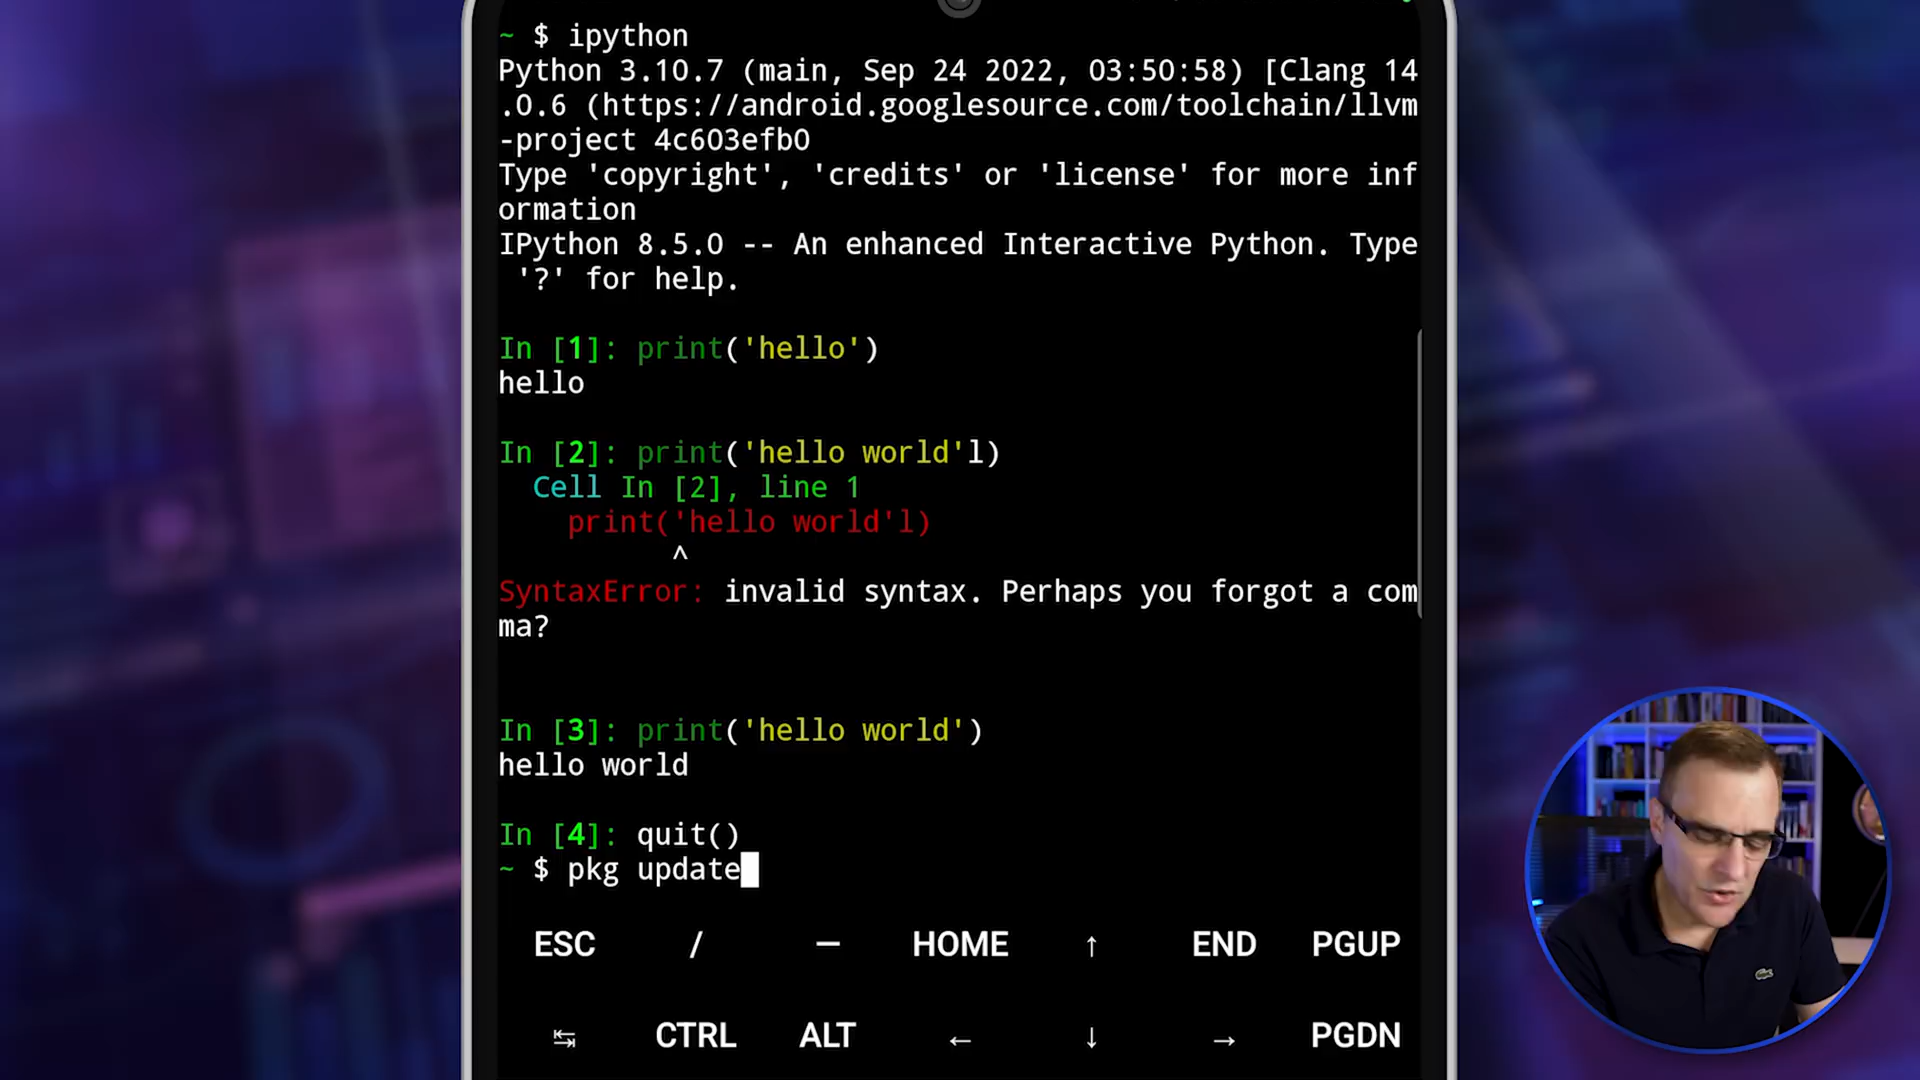 ~ $ ipython
Python 3.10.7 (main, Sep 24 2022, 03:50:58) [Clang 14
.0.6 (https://android.googlesource.com/toolchain/llvm
-project 4c603efb0
Type 'copyright', 'credits' or 'license' for more inf
ormation
IPython 8.5.0 -- An enhanced Interactive Python. Type
 '?' for help.
In [1]: print('hello')
hello
In [2]: print('hello world'l)
  Cell In [2], line 1
    print('hello world'l)
          ^
SyntaxError: invalid syntax. Perhaps you forgot a com
ma?
In [3]: print('hello world')
hello world
In [4]: quit()
~ $ pkg update
ESC / — HOME ↑ END PGUP
↹ CTRL ALT ← ↓ → PGDN